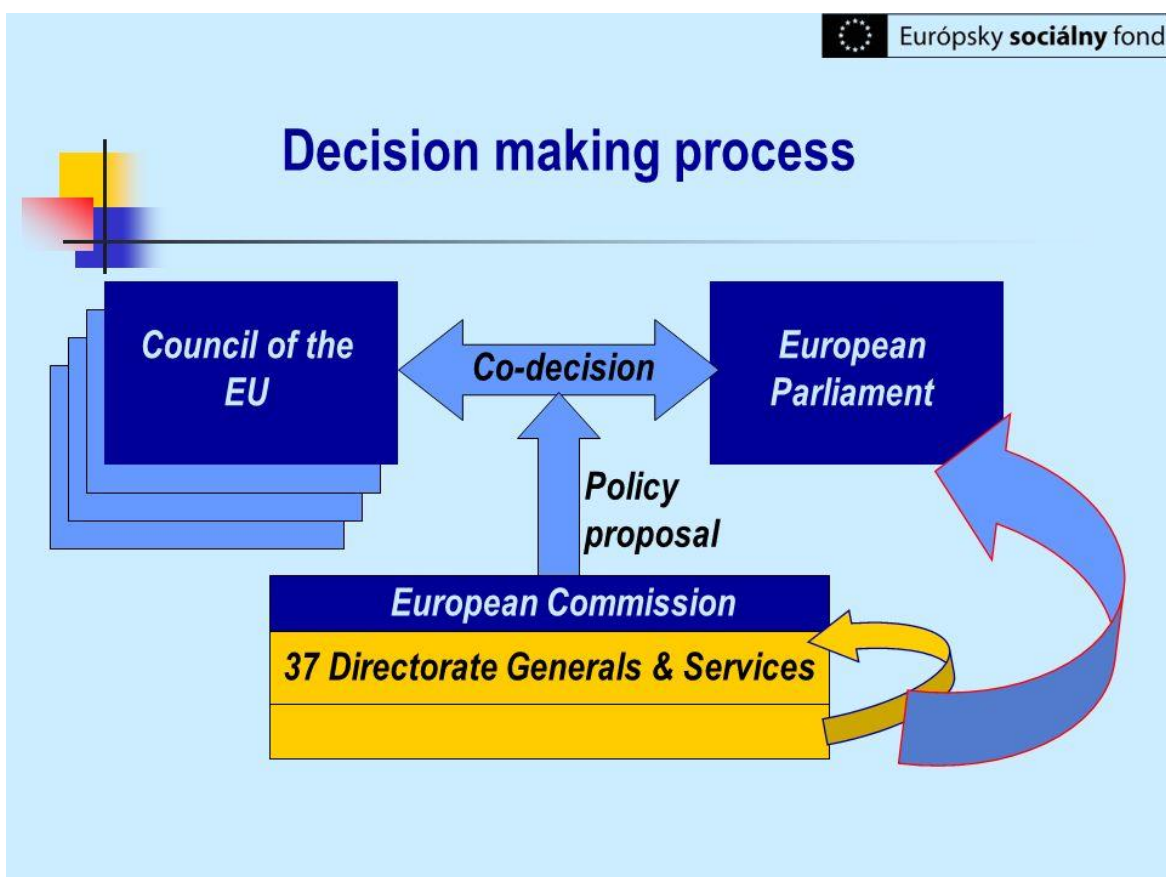 Európsky sociálny fond
Decision making process
Council of the
EU
Co-decision
European
Parliament
Policy
proposal
European Commission
37 Directorate Generals & Services